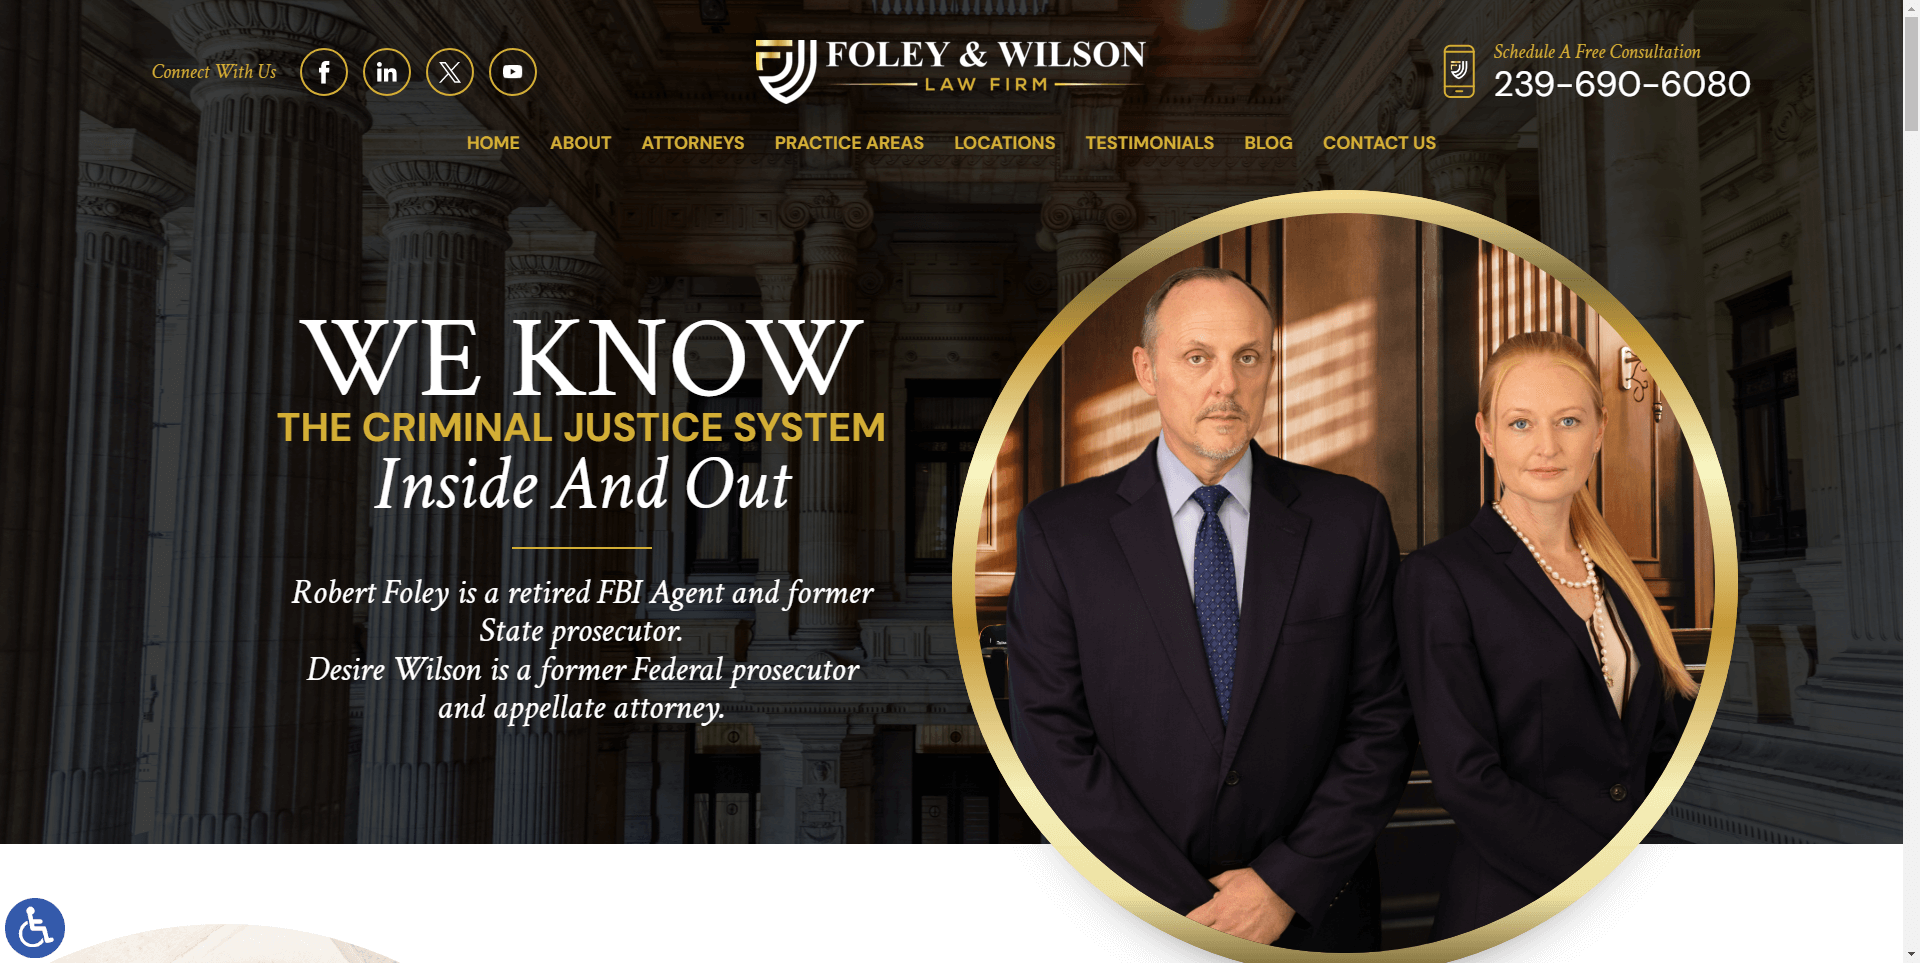 Connect With Us
FOLEY & WILSON
LAW FIRM
Schedule A Free Consultation
239-690-6080
HOME ABOUT ATTORNEYS PRACTICE AREAS LOCATIONS TESTIMONIALS BLOG CONTACT US
WE KNOW
THE CRIMINAL JUSTICE SYSTEM
Inside And Out
Robert Foley is a retired FBI Agent and former
State prosecutor.
Desire Wilson is a former Federal prosecutor
and appellate attorney.